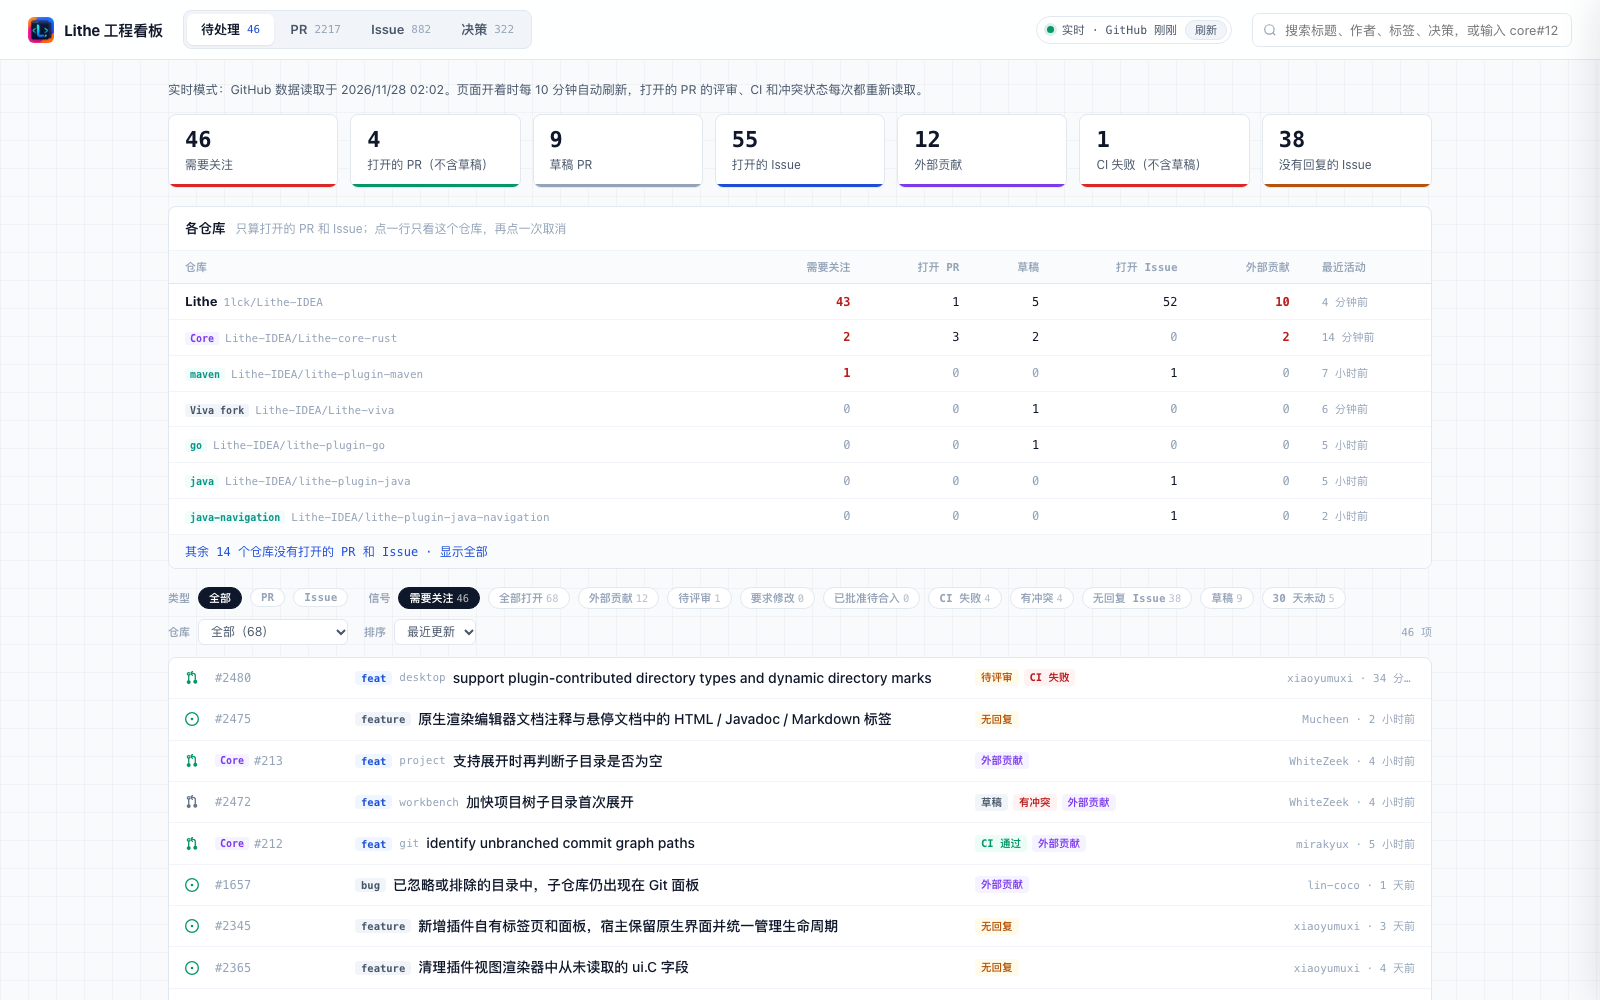 Lithe 工程看板
待处理 46
PR 2217
Issue 882
决策 322
实时 · GitHub 刚刚 刷新
搜索标题、作者、标签、决策，或输入 core#12
实时模式：GitHub 数据读取于 2026/11/28 02:02。页面开着时每 10 分钟自动刷新，打开的 PR 的评审、CI 和冲突状态每次都重新读取。
46
需要关注
4
打开的 PR（不含草稿）
9
草稿 PR
55
打开的 Issue
12
外部贡献
1
CI 失败（不含草稿）
38
没有回复的 Issue
各仓库 只算打开的 PR 和 Issue；点一行只看这个仓库，再点一次取消
仓库 需要关注 打开 PR 草稿 打开 Issue 外部贡献 最近活动
Lithe 1lck/Lithe-IDEA 43 1 5 52 10 4 分钟前
Core Lithe-IDEA/Lithe-core-rust 2 3 2 0 2 14 分钟前
maven Lithe-IDEA/lithe-plugin-maven 1 0 0 1 0 7 小时前
Viva fork Lithe-IDEA/Lithe-viva 0 0 1 0 0 6 分钟前
go Lithe-IDEA/lithe-plugin-go 0 0 1 0 0 5 小时前
java Lithe-IDEA/lithe-plugin-java 0 0 0 1 0 5 小时前
java-navigation Lithe-IDEA/lithe-plugin-java-navigation 0 0 0 1 0 2 小时前
其余 14 个仓库没有打开的 PR 和 Issue · 显示全部
类型 全部 PR Issue 信号 需要关注 46 全部打开 68 外部贡献 12 待评审 1 要求修改 0 已批准待合入 0 CI 失败 4 有冲突 4 无回复 Issue 38 草稿 9 30 天未动 5
仓库 全部（68） 排序 最近更新 46 项
#2480 feat desktop support plugin-contributed directory types and dynamic directory marks 待评审 CI 失败 xiaoyumuxi · 34 分…
#2475 feature 原生渲染编辑器文档注释与悬停文档中的 HTML / Javadoc / Markdown 标签 无回复 Mucheen · 2 小时前
Core #213 feat project 支持展开时再判断子目录是否为空 外部贡献 WhiteZeek · 4 小时前
#2472 feat workbench 加快项目树子目录首次展开 草稿 有冲突 外部贡献 WhiteZeek · 4 小时前
Core #212 feat git identify unbranched commit graph paths CI 通过 外部贡献 mirakyux · 5 小时前
#1657 bug 已忽略或排除的目录中，子仓库仍出现在 Git 面板 外部贡献 lin-coco · 1 天前
#2345 feature 新增插件自有标签页和面板，宿主保留原生界面并统一管理生命周期 无回复 xiaoyumuxi · 3 天前
#2365 feature 清理插件视图渲染器中从未读取的 ui.C 字段 无回复 xiaoyumuxi · 4 天前